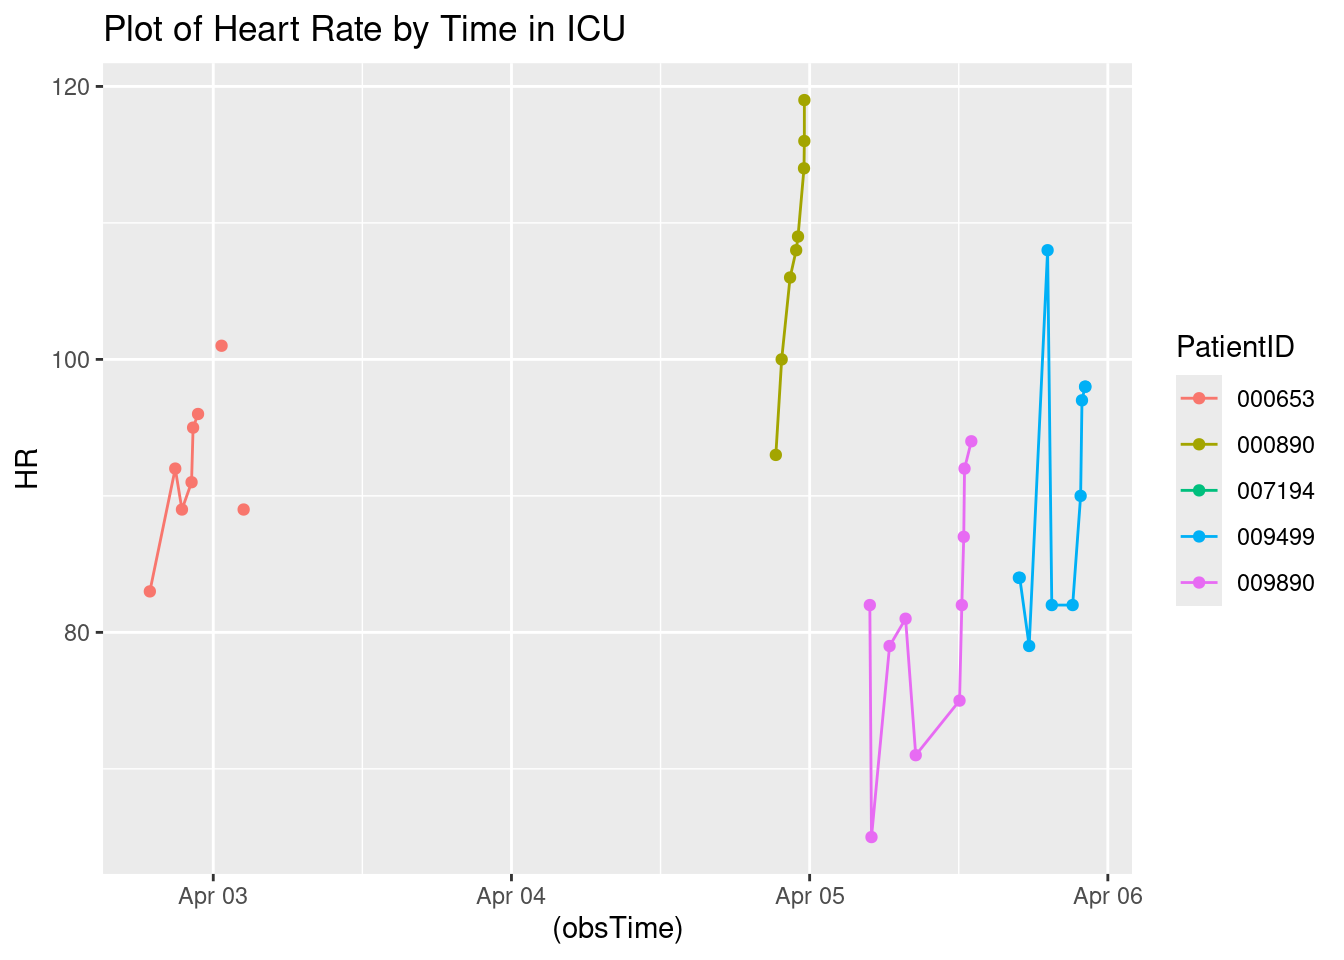 Plot of Heart Rate by Time in ICU
120
100
80
HR
Apr 03
Apr 04
Apr 05
Apr 06
(obsTime)
PatientID
000653
000890
007194
009499
009890